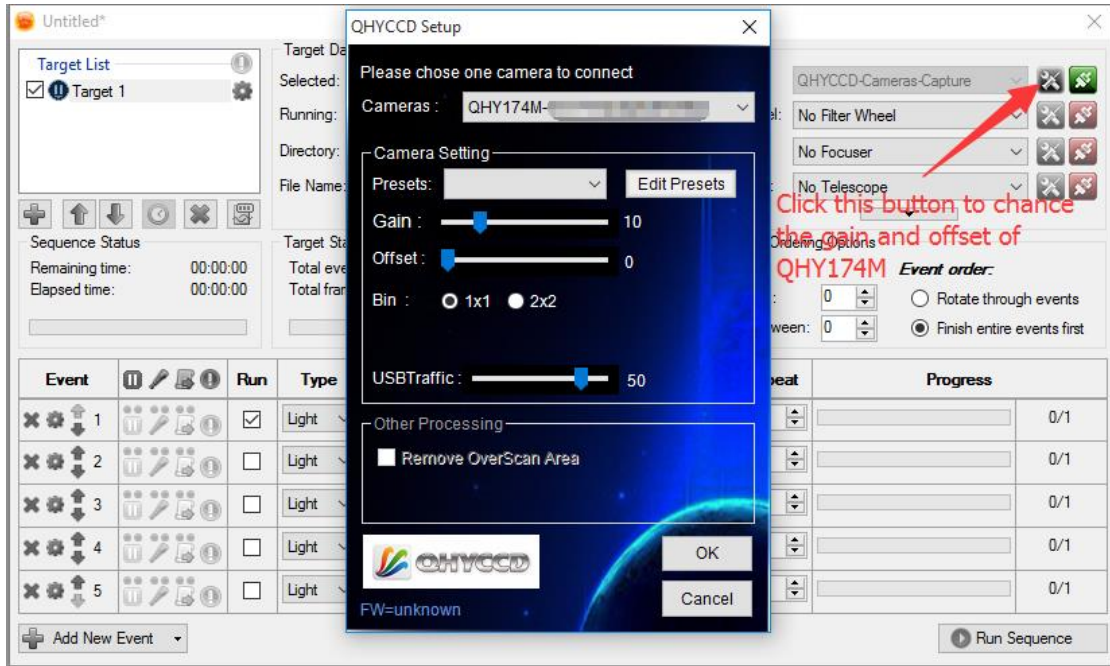 Untitled*
Target List
Target 1
Target Da
Selected:
Running:
Directory:
File Name:
QHYCCD-Cameras-Capture
No Filter Wheel
No Focuser
No Telescope
Click this button to chance
the gain and offset of
QHY174M
Sequence Status
Remaining time: 00:00:00
Elapsed time: 00:00:00
Target Sta
Total eve
Total fran
Ordering Options
Event order:
0 Rotate through events
ween: 0 Finish entire events first
QHYCCD Setup
Please chose one camera to connect
Cameras : QHY174M-
Camera Setting
Presets: Edit Presets
Gain : 10
Offset : 0
Bin : 1x1 2x2
USBTraffic : 50
Other Processing
Remove OverScan Area
QHYCCD
OK
FW=unknown
Cancel
Event Run Type peat Progress
1 Light 0/1
2 Light 0/1
3 Light 0/1
4 Light 0/1
5 Light 0/1
Add New Event Run Sequence